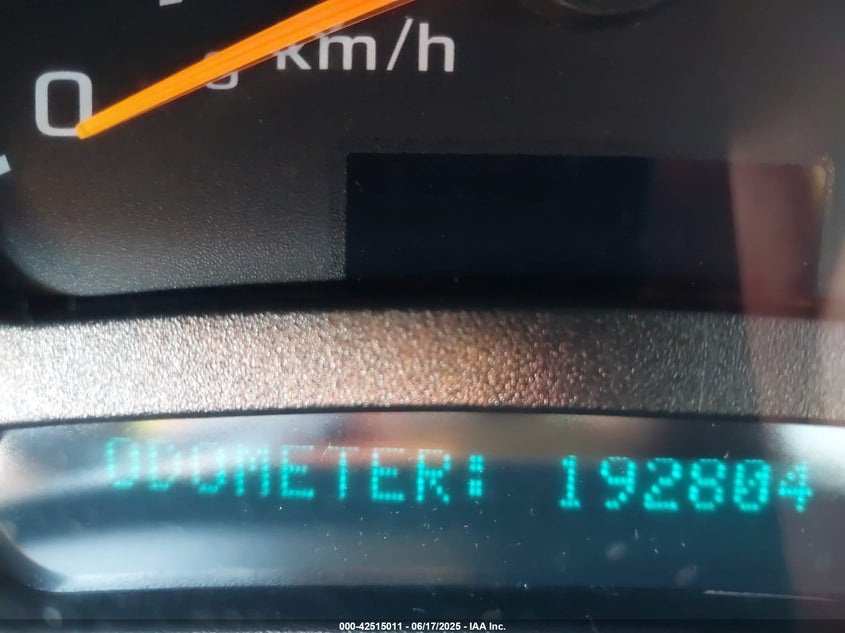 km/h
0
ODOMETER: 192804
000-42515011 - 06/17/2025 - IAA Inc.